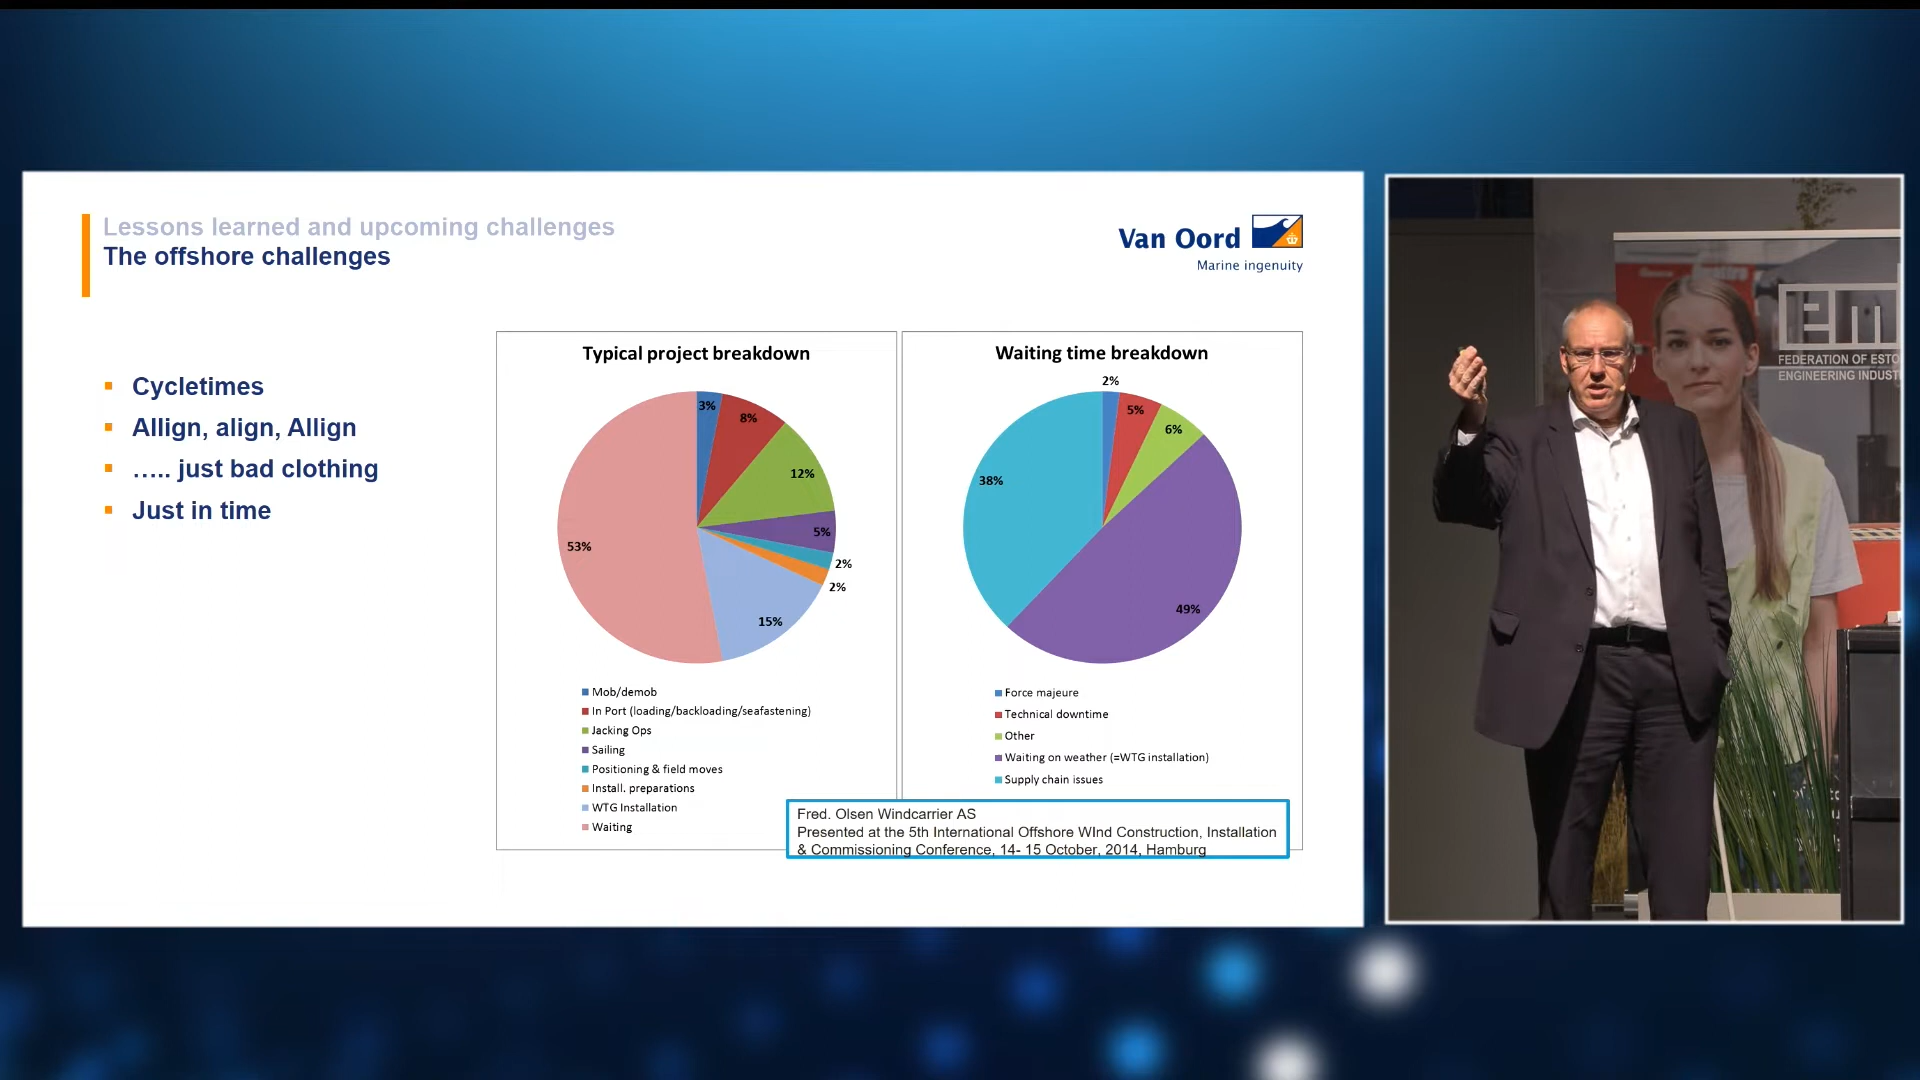 Lessons learned and upcoming challenges
The offshore challenges
Van Oord
Marine ingenuity
Cycletimes
Allign, align, Allign
….. just bad clothing
Just in time
Typical project breakdown
3%
8%
12%
5%
2%
2%
15%
53%
Mob/demob
In Port (loading/backloading/seafastening)
Jacking Ops
Sailing
Positioning & field moves
Install. preparations
WTG Installation
Waiting
Waiting time breakdown
2%
5%
6%
49%
38%
Force majeure
Technical downtime
Other
Waiting on weather (=WTG installation)
Supply chain issues
Fred. Olsen Windcarrier AS
Presented at the 5th International Offshore WInd Construction, Installation
& Commissioning Conference, 14- 15 October, 2014, Hamburg
FEDERATION OF ESTO
ENGINEERING INDUST